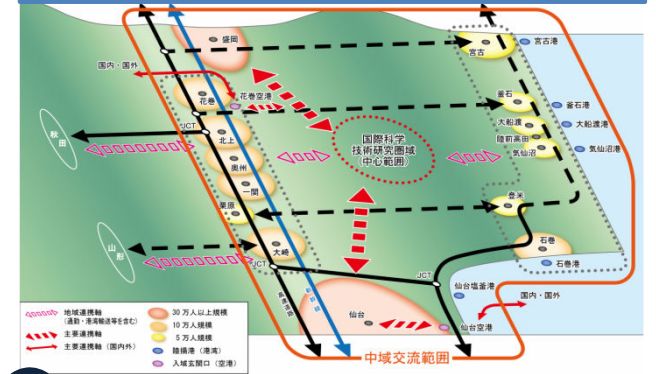 盛岡
宮古
宮古港
国内・国外
花巻
花巻空港
釜石
釜石港
JCT
北上
大船渡
大船渡港
陸前高田
気仙沼
気仙沼港
国際科学
技術研究圏域
(中心範囲)
秋田
奥州
一関
栗原
登米
山形
大崎
石巻
石巻港
JCT
JCT
仙台
仙台塩釜港
国内・国外
仙台空港
地域連携軸
(通勤・港湾輸送等を含む)
主要連携軸
主要連携軸(国内外)
30万人以上規模
10万人規模
5万人規模
陸揚港(港湾)
入域玄関口(空港)
中域交流範囲